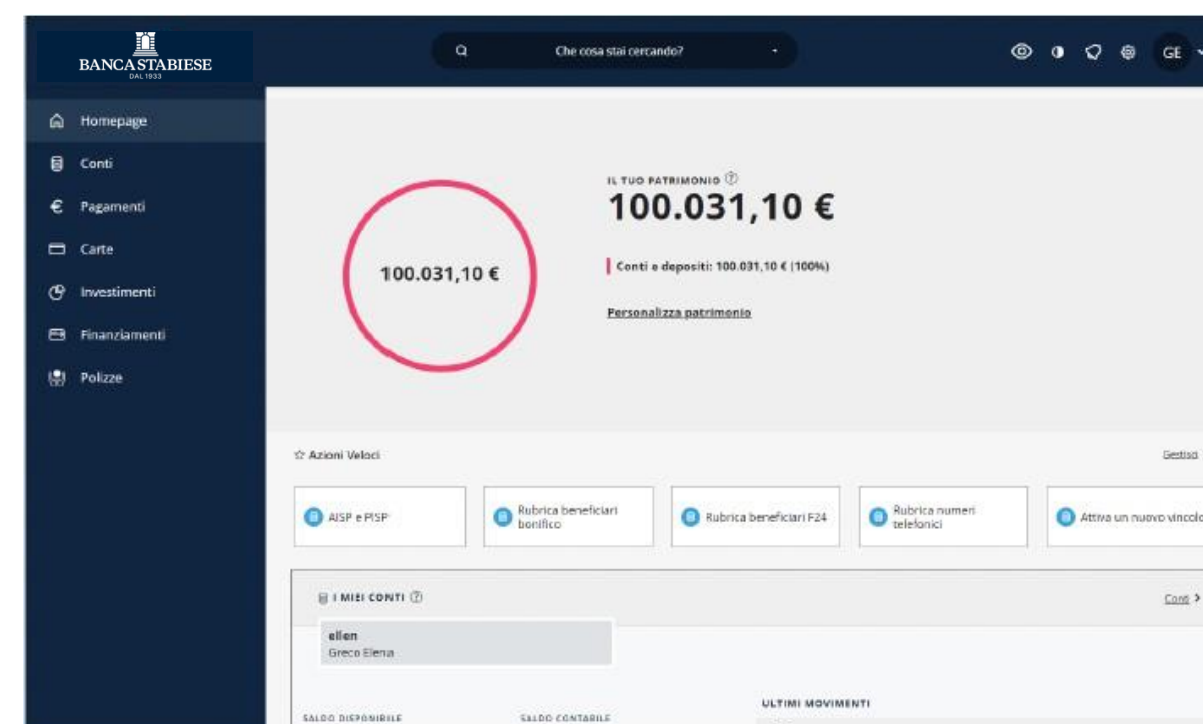 BANCA STABIESE
DAL 1933
Che cosa stai cercando?
GE
Homepage
Conti
Pagamenti
Carte
Investimenti
Finanziamenti
Polizze
IL TUO PATRIMONIO
100.031,10 €
100.031,10 €
Conti e depositi: 100.031,10 € (100%)
Personalizza patrimonio
Azioni Veloci
Gestisci
AISP e PISP
Rubrica beneficiari
bonifico
Rubrica beneficiari F24
Rubrica numeri
telefonici
Attiva un nuovo vincolo
I MIEI CONTI
Conti
ellen
Greco Elena
ULTIMI MOVIMENTI
SALDO DISPONIBILE
SALDO CONTABILE